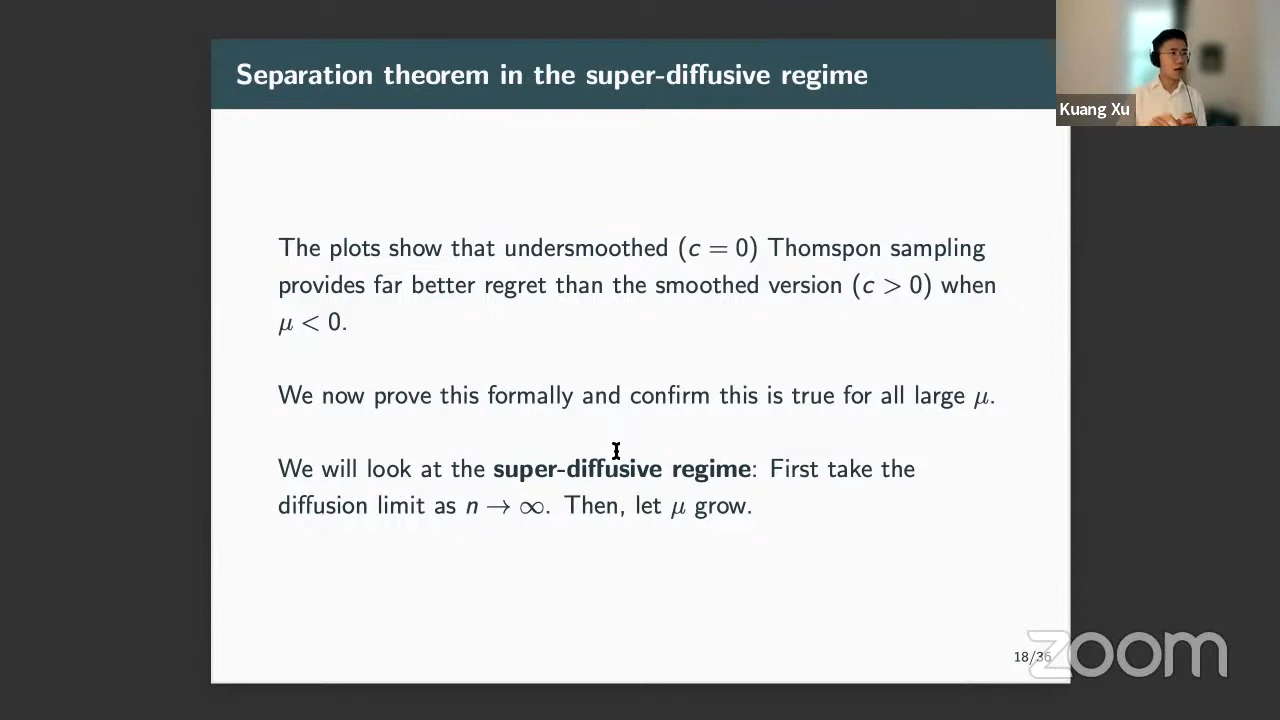 Separation theorem in the super-diffusive regime
Kuang Xu
The plots show that undersmoothed (c = 0) Thomspon sampling
provides far better regret than the smoothed version (c > 0) when
μ < 0.
We now prove this formally and confirm this is true for all large μ.
We will look at the super-diffusive regime: First take the
diffusion limit as n → ∞. Then, let μ grow.
18/36
zoom